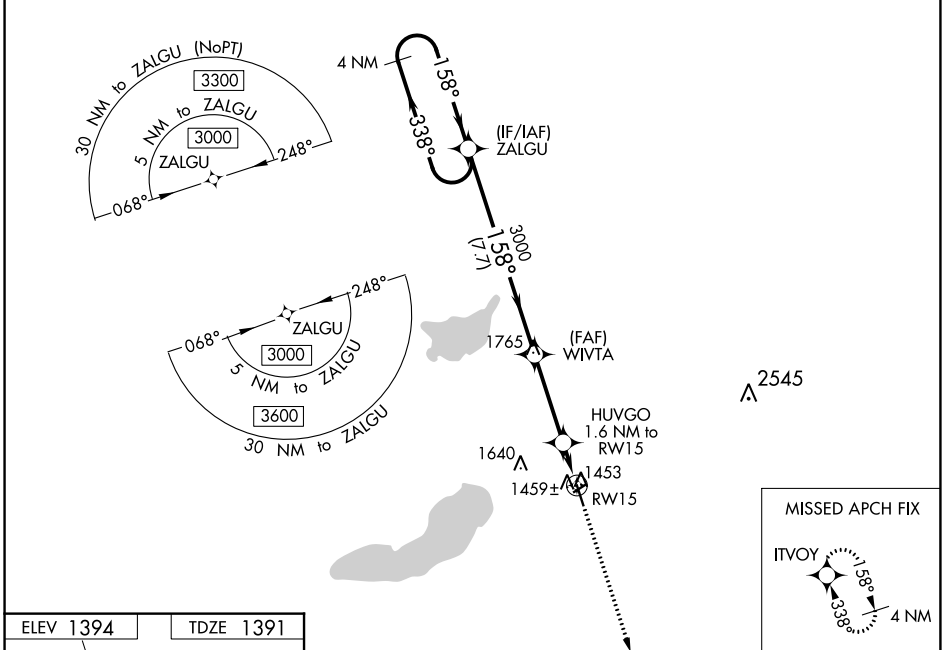 30 NM to ZALGU (NoPT)
3300
5 NM to ZALGU
3000
ZALGU
068°
248°
4 NM
158°
338°
(IF/IAF)
ZALGU
3000
158°
(7.7)
068°
248°
ZALGU
3000
5 NM to ZALGU
3600
30 NM to ZALGU
1765
(FAF)
WIVTA
2545
HUVGO
1.6 NM to
RW15
1640
1453
1459±
RW15
MISSED APCH FIX
ITVOY
158°
338°
4 NM
ELEV 1394
TDZE 1391